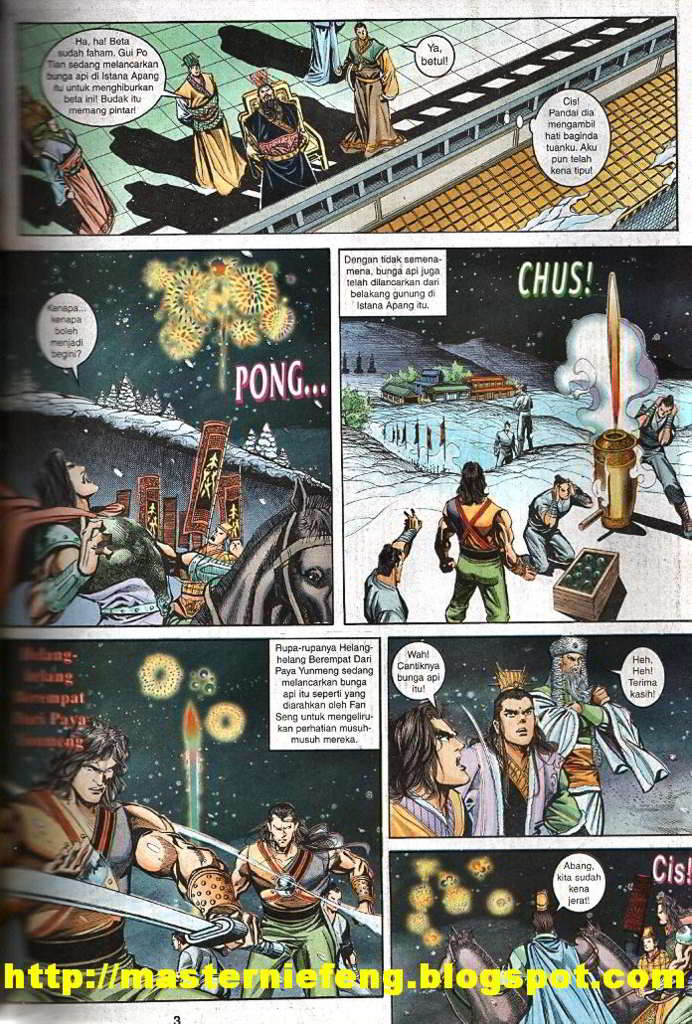 Ha, ha! Beta
sudah faham. Gui Po
Tian sedang melancarkan
bunga api di Istana Apang
itu untuk menghiburkan
beta ini! Budak itu
memang pintar!
Ya,
betul!
Cis!
Pandai dia
mengambil
hati baginda
tuanku. Aku
pun telah
kena tipu!
Kenapa...
kenapa
boleh
menjadi
begini?
PONG...
Dengan tidak semena-
mena, bunga api juga
telah dilancarkan dari
belakang gunung di
Istana Apang itu.
CHUS!
Helang-
helang
Berempat
Dari Paya
Yunmeng
Rupa-rupanya Helang-
helang Berempat Dari
Paya Yunmeng
sedang melancarkan bunga
api itu seperti yang
diarahkan oleh Fan
Seng untuk mengeliru-
kan perhatian musuh-
musuh mereka.
Wah!
Cantiknya
bunga api
itu!
Heh,
Heh!
Terima
kasih!
Abang,
kita sudah
kena
jerat!
Cis!
http://masterniefeng.blogspot.com
3